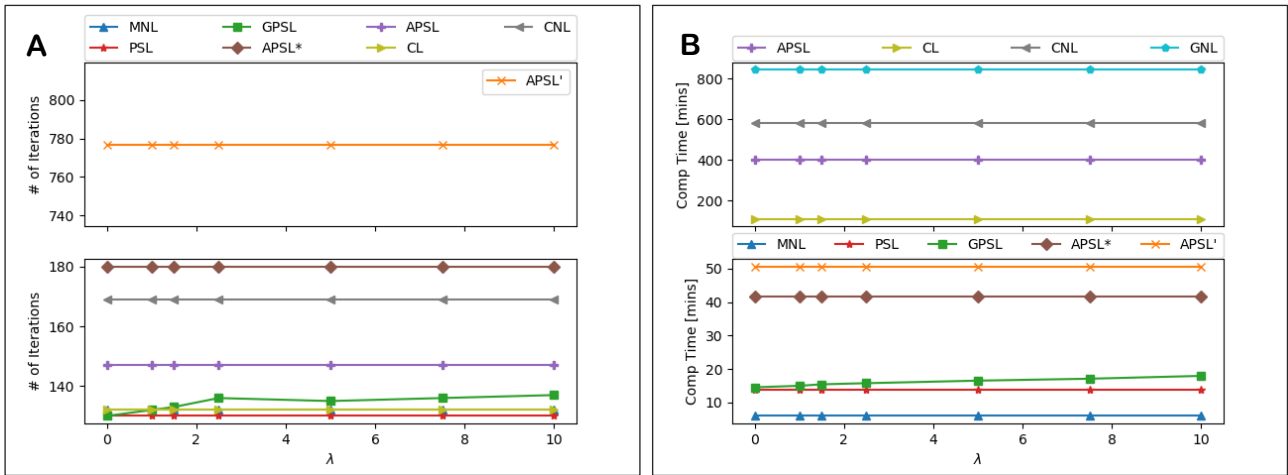 A
MNL GPSL APSL CNL
PSL APSL* CL
APSL'
# of Iterations
800
780
760
740
# of Iterations
180
160
140
0 2 4 6 8 10
λ
B
APSL CL CNL GNL
Comp Time [mins]
800
600
400
200
MNL PSL GPSL APSL* APSL'
Comp Time [mins]
50
40
30
20
10
0 2 4 6 8 10
λ